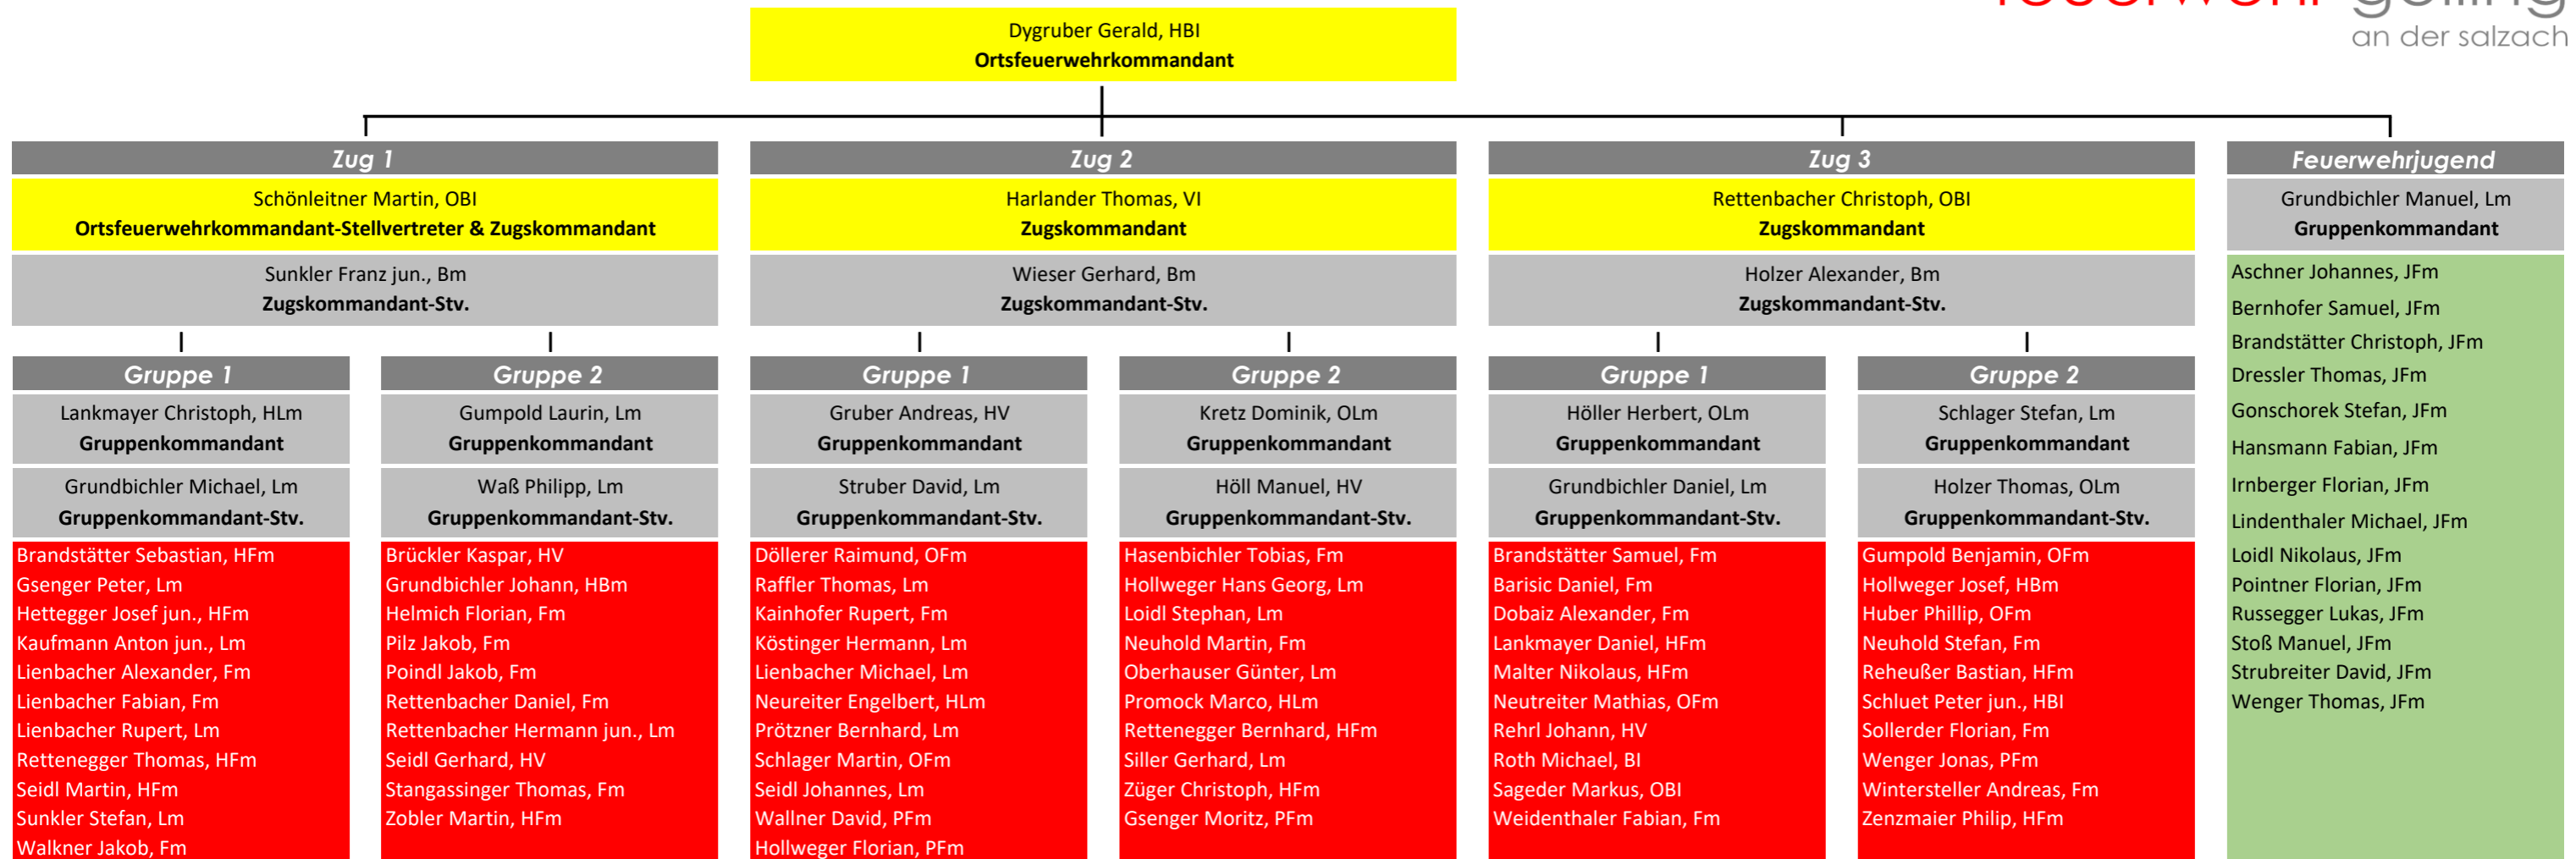 feuerwehr golling
an der salzach
Dygruber Gerald, HBI
Ortsfeuerwehrkommandant
Zug 1
Schönleitner Martin, OBI
Ortsfeuerwehrkommandant-Stellvertreter & Zugskommandant
Sunkler Franz jun., Bm
Zugskommandant-Stv.
Gruppe 1
Lankmayer Christoph, HLm
Gruppenkommandant
Grundbichler Michael, Lm
Gruppenkommandant-Stv.
Brandstätter Sebastian, HFm
Gsenger Peter, Lm
Hettegger Josef jun., HFm
Kaufmann Anton jun., Lm
Lienbacher Alexander, Fm
Lienbacher Fabian, Fm
Lienbacher Rupert, Lm
Rettenegger Thomas, HFm
Seidl Martin, HFm
Sunkler Stefan, Lm
Walkner Jakob, Fm
Gruppe 2
Gumpold Laurin, Lm
Gruppenkommandant
Waß Philipp, Lm
Gruppenkommandant-Stv.
Brückler Kaspar, HV
Grundbichler Johann, HBm
Helmich Florian, Fm
Pilz Jakob, Fm
Poindl Jakob, Fm
Rettenbacher Daniel, Fm
Rettenbacher Hermann jun., Lm
Seidl Gerhard, HV
Stangassinger Thomas, Fm
Zobler Martin, HFm
Zug 2
Harlander Thomas, VI
Zugskommandant
Wieser Gerhard, Bm
Zugskommandant-Stv.
Gruppe 1
Gruber Andreas, HV
Gruppenkommandant
Struber David, Lm
Gruppenkommandant-Stv.
Döllerer Raimund, OFm
Raffler Thomas, Lm
Kainhofer Rupert, Fm
Köstinger Hermann, Lm
Lienbacher Michael, Lm
Neureiter Engelbert, HLm
Prötzner Bernhard, Lm
Schlager Martin, OFm
Seidl Johannes, Lm
Wallner David, PFm
Hollweger Florian, PFm
Gruppe 2
Kretz Dominik, OLm
Gruppenkommandant
Höll Manuel, HV
Gruppenkommandant-Stv.
Hasenbichler Tobias, Fm
Hollweger Hans Georg, Lm
Loidl Stephan, Lm
Neuhold Martin, Fm
Oberhauser Günter, Lm
Promock Marco, HLm
Rettenegger Bernhard, HFm
Siller Gerhard, Lm
Züger Christoph, HFm
Gsenger Moritz, PFm
Zug 3
Rettenbacher Christoph, OBI
Zugskommandant
Holzer Alexander, Bm
Zugskommandant-Stv.
Gruppe 1
Höller Herbert, OLm
Gruppenkommandant
Grundbichler Daniel, Lm
Gruppenkommandant-Stv.
Brandstätter Samuel, Fm
Barisic Daniel, Fm
Dobaiz Alexander, Fm
Lankmayer Daniel, HFm
Malter Nikolaus, HFm
Neutreiter Mathias, OFm
Rehrl Johann, HV
Roth Michael, BI
Sageder Markus, OBI
Weidenthaler Fabian, Fm
Gruppe 2
Schlager Stefan, Lm
Gruppenkommandant
Holzer Thomas, OLm
Gruppenkommandant-Stv.
Gumpold Benjamin, OFm
Hollweger Josef, HBm
Huber Phillip, OFm
Neuhold Stefan, Fm
Reheußer Bastian, HFm
Schluet Peter jun., HBI
Sollerder Florian, Fm
Wenger Jonas, PFm
Wintersteller Andreas, Fm
Zenzmaier Philip, HFm
Feuerwehrjugend
Grundbichler Manuel, Lm
Gruppenkommandant
Aschner Johannes, JFm
Bernhofer Samuel, JFm
Brandstätter Christoph, JFm
Dressler Thomas, JFm
Gonschorek Stefan, JFm
Hansmann Fabian, JFm
Irnberger Florian, JFm
Lindenthaler Michael, JFm
Loidl Nikolaus, JFm
Pointner Florian, JFm
Russegger Lukas, JFm
Stoß Manuel, JFm
Strubreiter David, JFm
Wenger Thomas, JFm